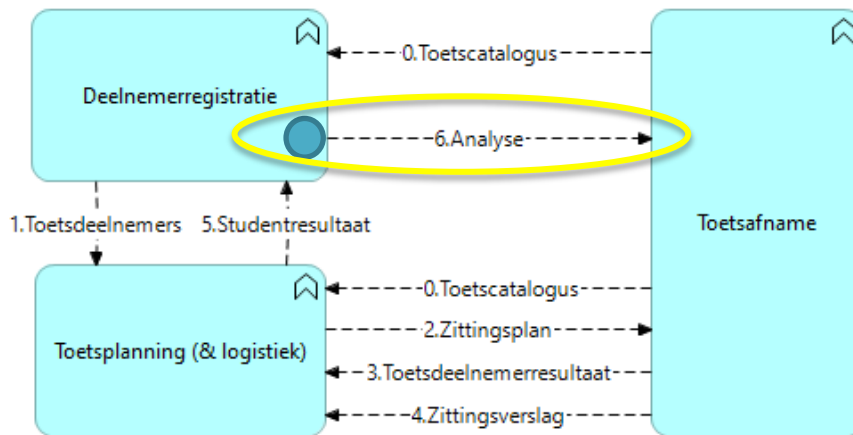 0.Toetscatalogus
Deelnemerregistratie
6.Analyse
1.Toetsdeelnemers
5.Studentresultaat
Toetsafname
0.Toetscatalogus
2.Zittingsplan
Toetsplanning (& logistiek)
3.Toetsdeelnemerresultaat
4.Zittingsverslag